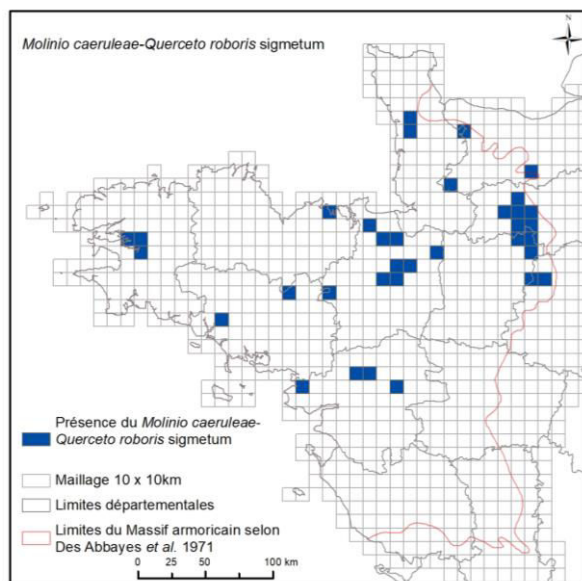 Molinio caeruleae-Querceto roboris sigmetum
N
Présence du Molinio caeruleae-
Querceto roboris sigmetum
Maillage 10 x 10km
Limites départementales
Limites du Massif armoricain selon
Des Abbayes et al. 1971
0 50 100 km